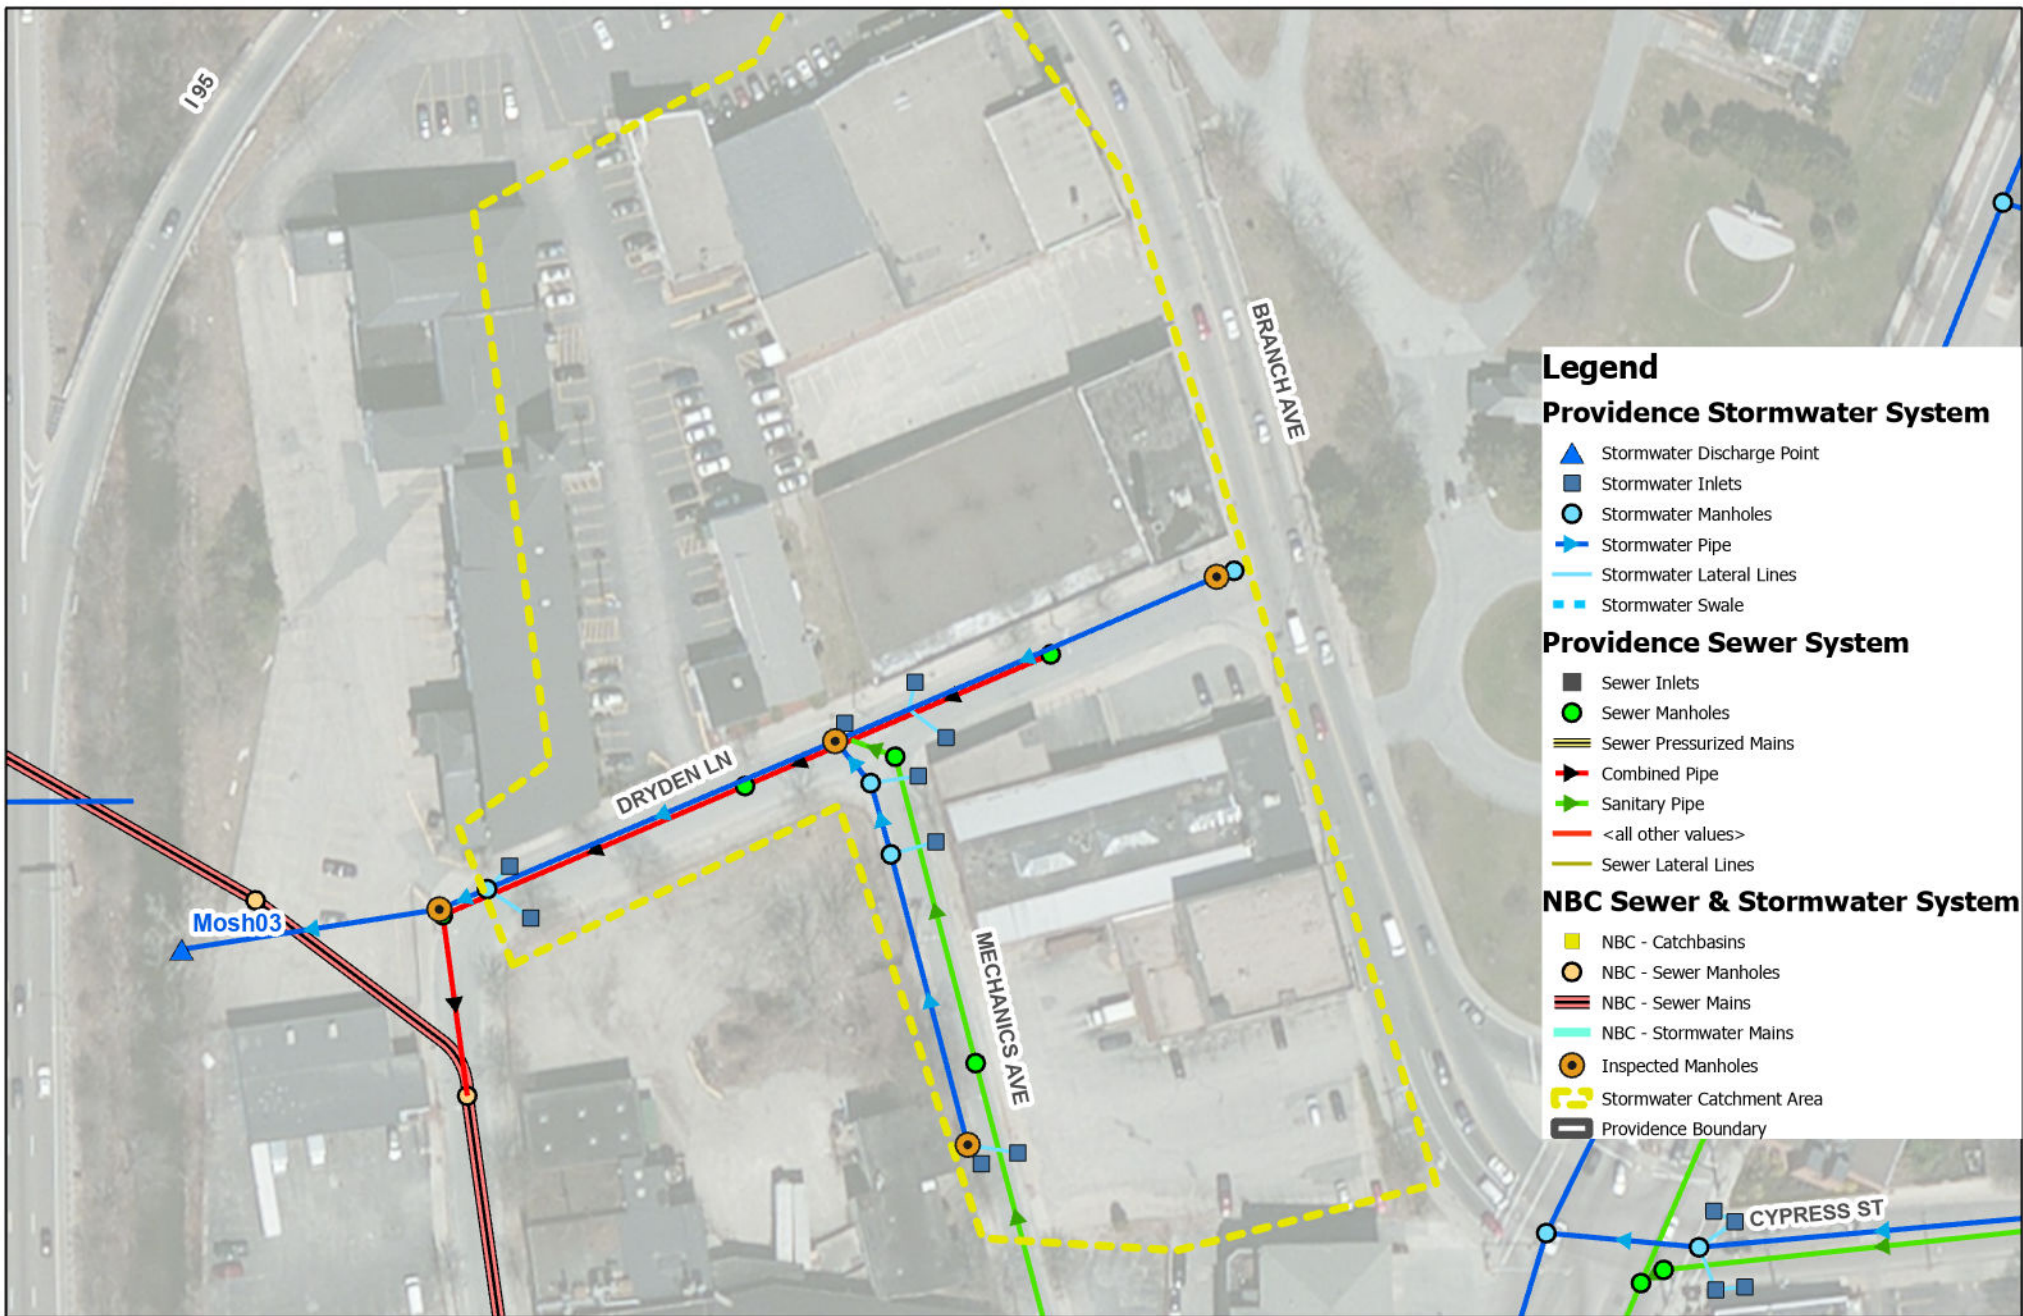 I 95
BRANCH AVE
DRYDEN LN
Mosh03
MECHANICS AVE
CYPRESS ST
Legend
Providence Stormwater System
Stormwater Discharge Point
Stormwater Inlets
Stormwater Manholes
Stormwater Pipe
Stormwater Lateral Lines
Stormwater Swale
Providence Sewer System
Sewer Inlets
Sewer Manholes
Sewer Pressurized Mains
Combined Pipe
Sanitary Pipe
<all other values>
Sewer Lateral Lines
NBC Sewer & Stormwater System
NBC - Catchbasins
NBC - Sewer Manholes
NBC - Sewer Mains
NBC - Stormwater Mains
Inspected Manholes
Stormwater Catchment Area
Providence Boundary